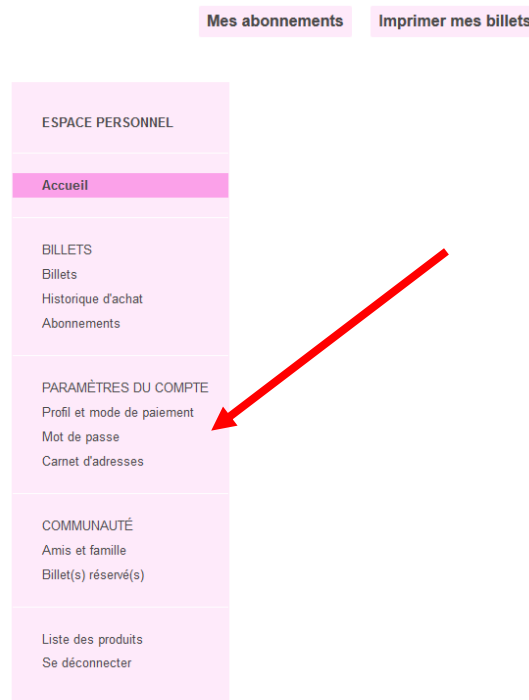 Mes abonnements Imprimer mes billets
ESPACE PERSONNEL
Accueil
BILLETS
Billets
Historique d'achat
Abonnements
PARAMÈTRES DU COMPTE
Profil et mode de paiement
Mot de passe
Carnet d'adresses
COMMUNAUTÉ
Amis et famille
Billet(s) réservé(s)
Liste des produits
Se déconnecter